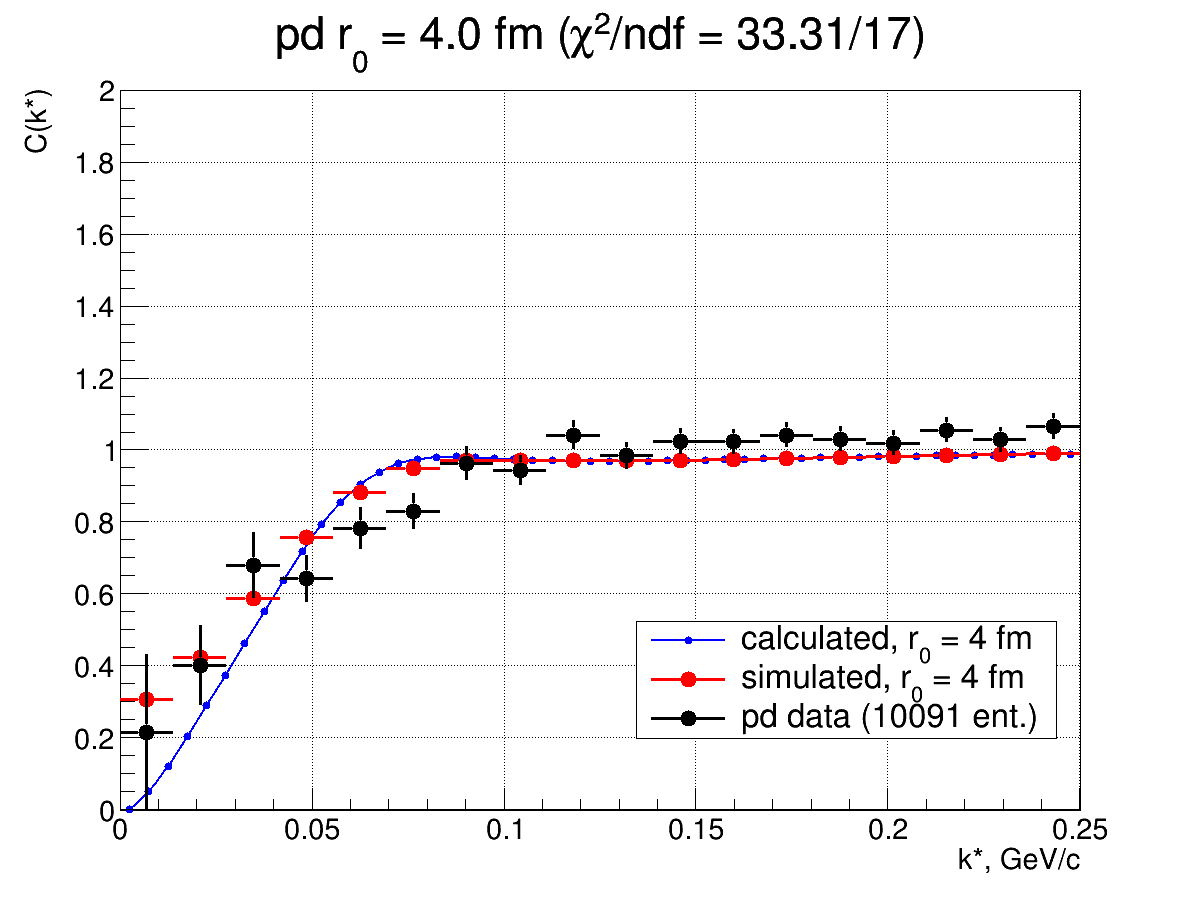 pd r₀ = 4.0 fm (χ²/ndf = 33.31/17)
C(k*)
2
1.8
1.6
1.4
1.2
1
0.8
0.6
0.4
0.2
0
calculated, r₀ = 4 fm
simulated, r₀ = 4 fm
pd data (10091 ent.)
0 0.05 0.1 0.15 0.2 0.25
k*, GeV/c